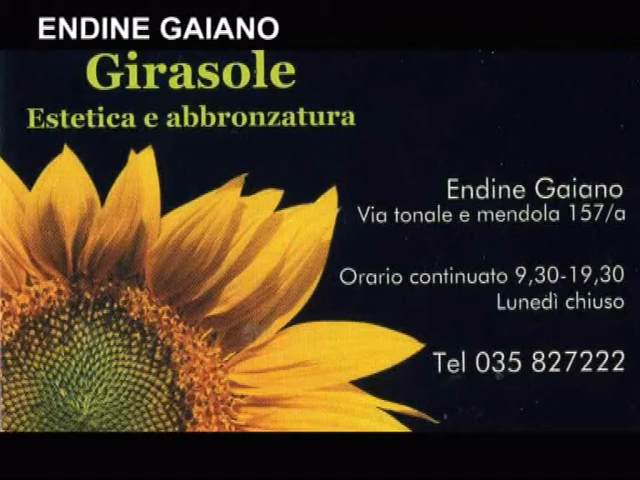 ENDINE GAIANO
Girasole
Estetica e abbronzatura
Endine Gaiano
Via tonale e mendola 157/a
Orario continuato 9,30-19,30
Lunedì chiuso
Tel 035 827222